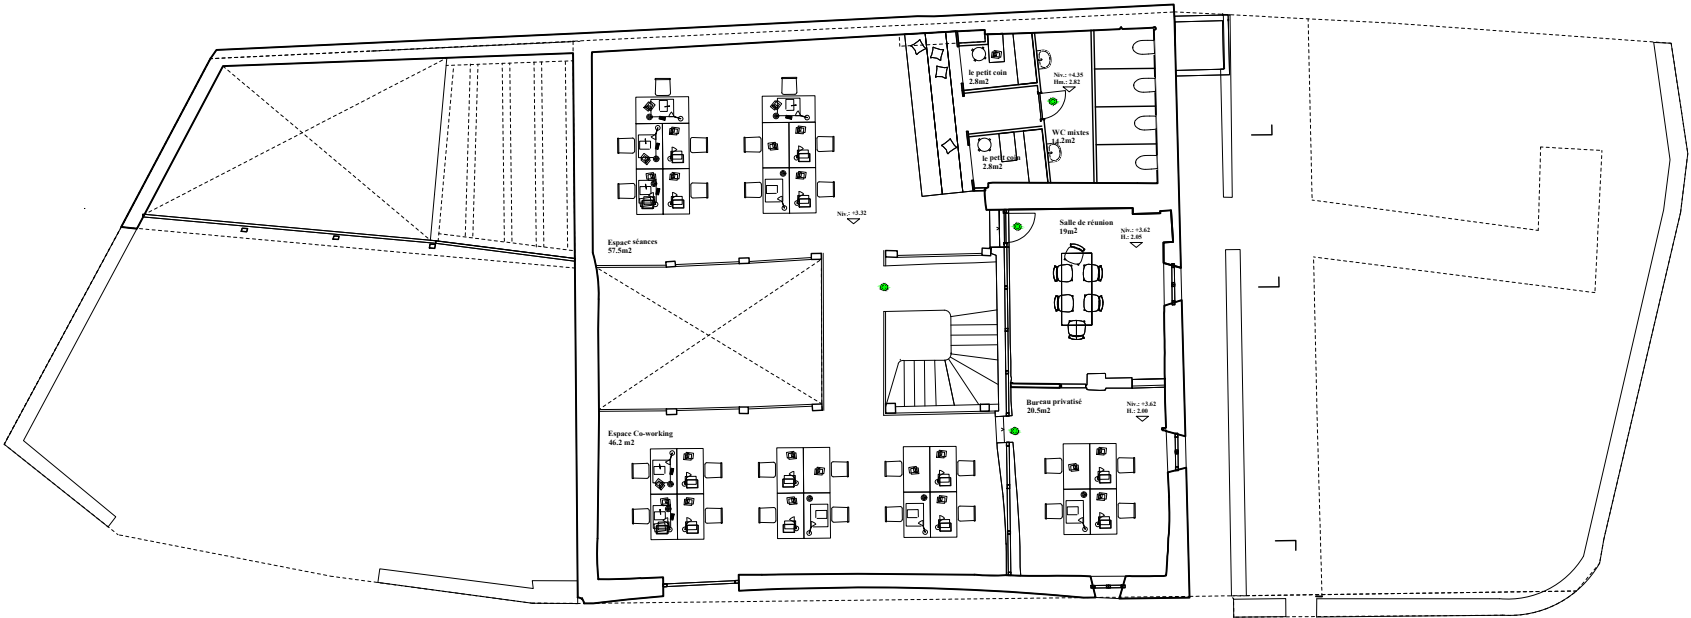 le petit coin
2.8m2
Niv.: +4.35
Hm.: 2.82
WC mixtes
14.2m2
le petit coin
2.8m2
Niv.: +3.32
Salle de réunion
19m2
Niv.: +3.62
H.: 2.05
Espace séances
57.5m2
Bureau privatisé
20.5m2
Niv.: +3.62
H.: 2.00
Espace Co-working
46.2 m2